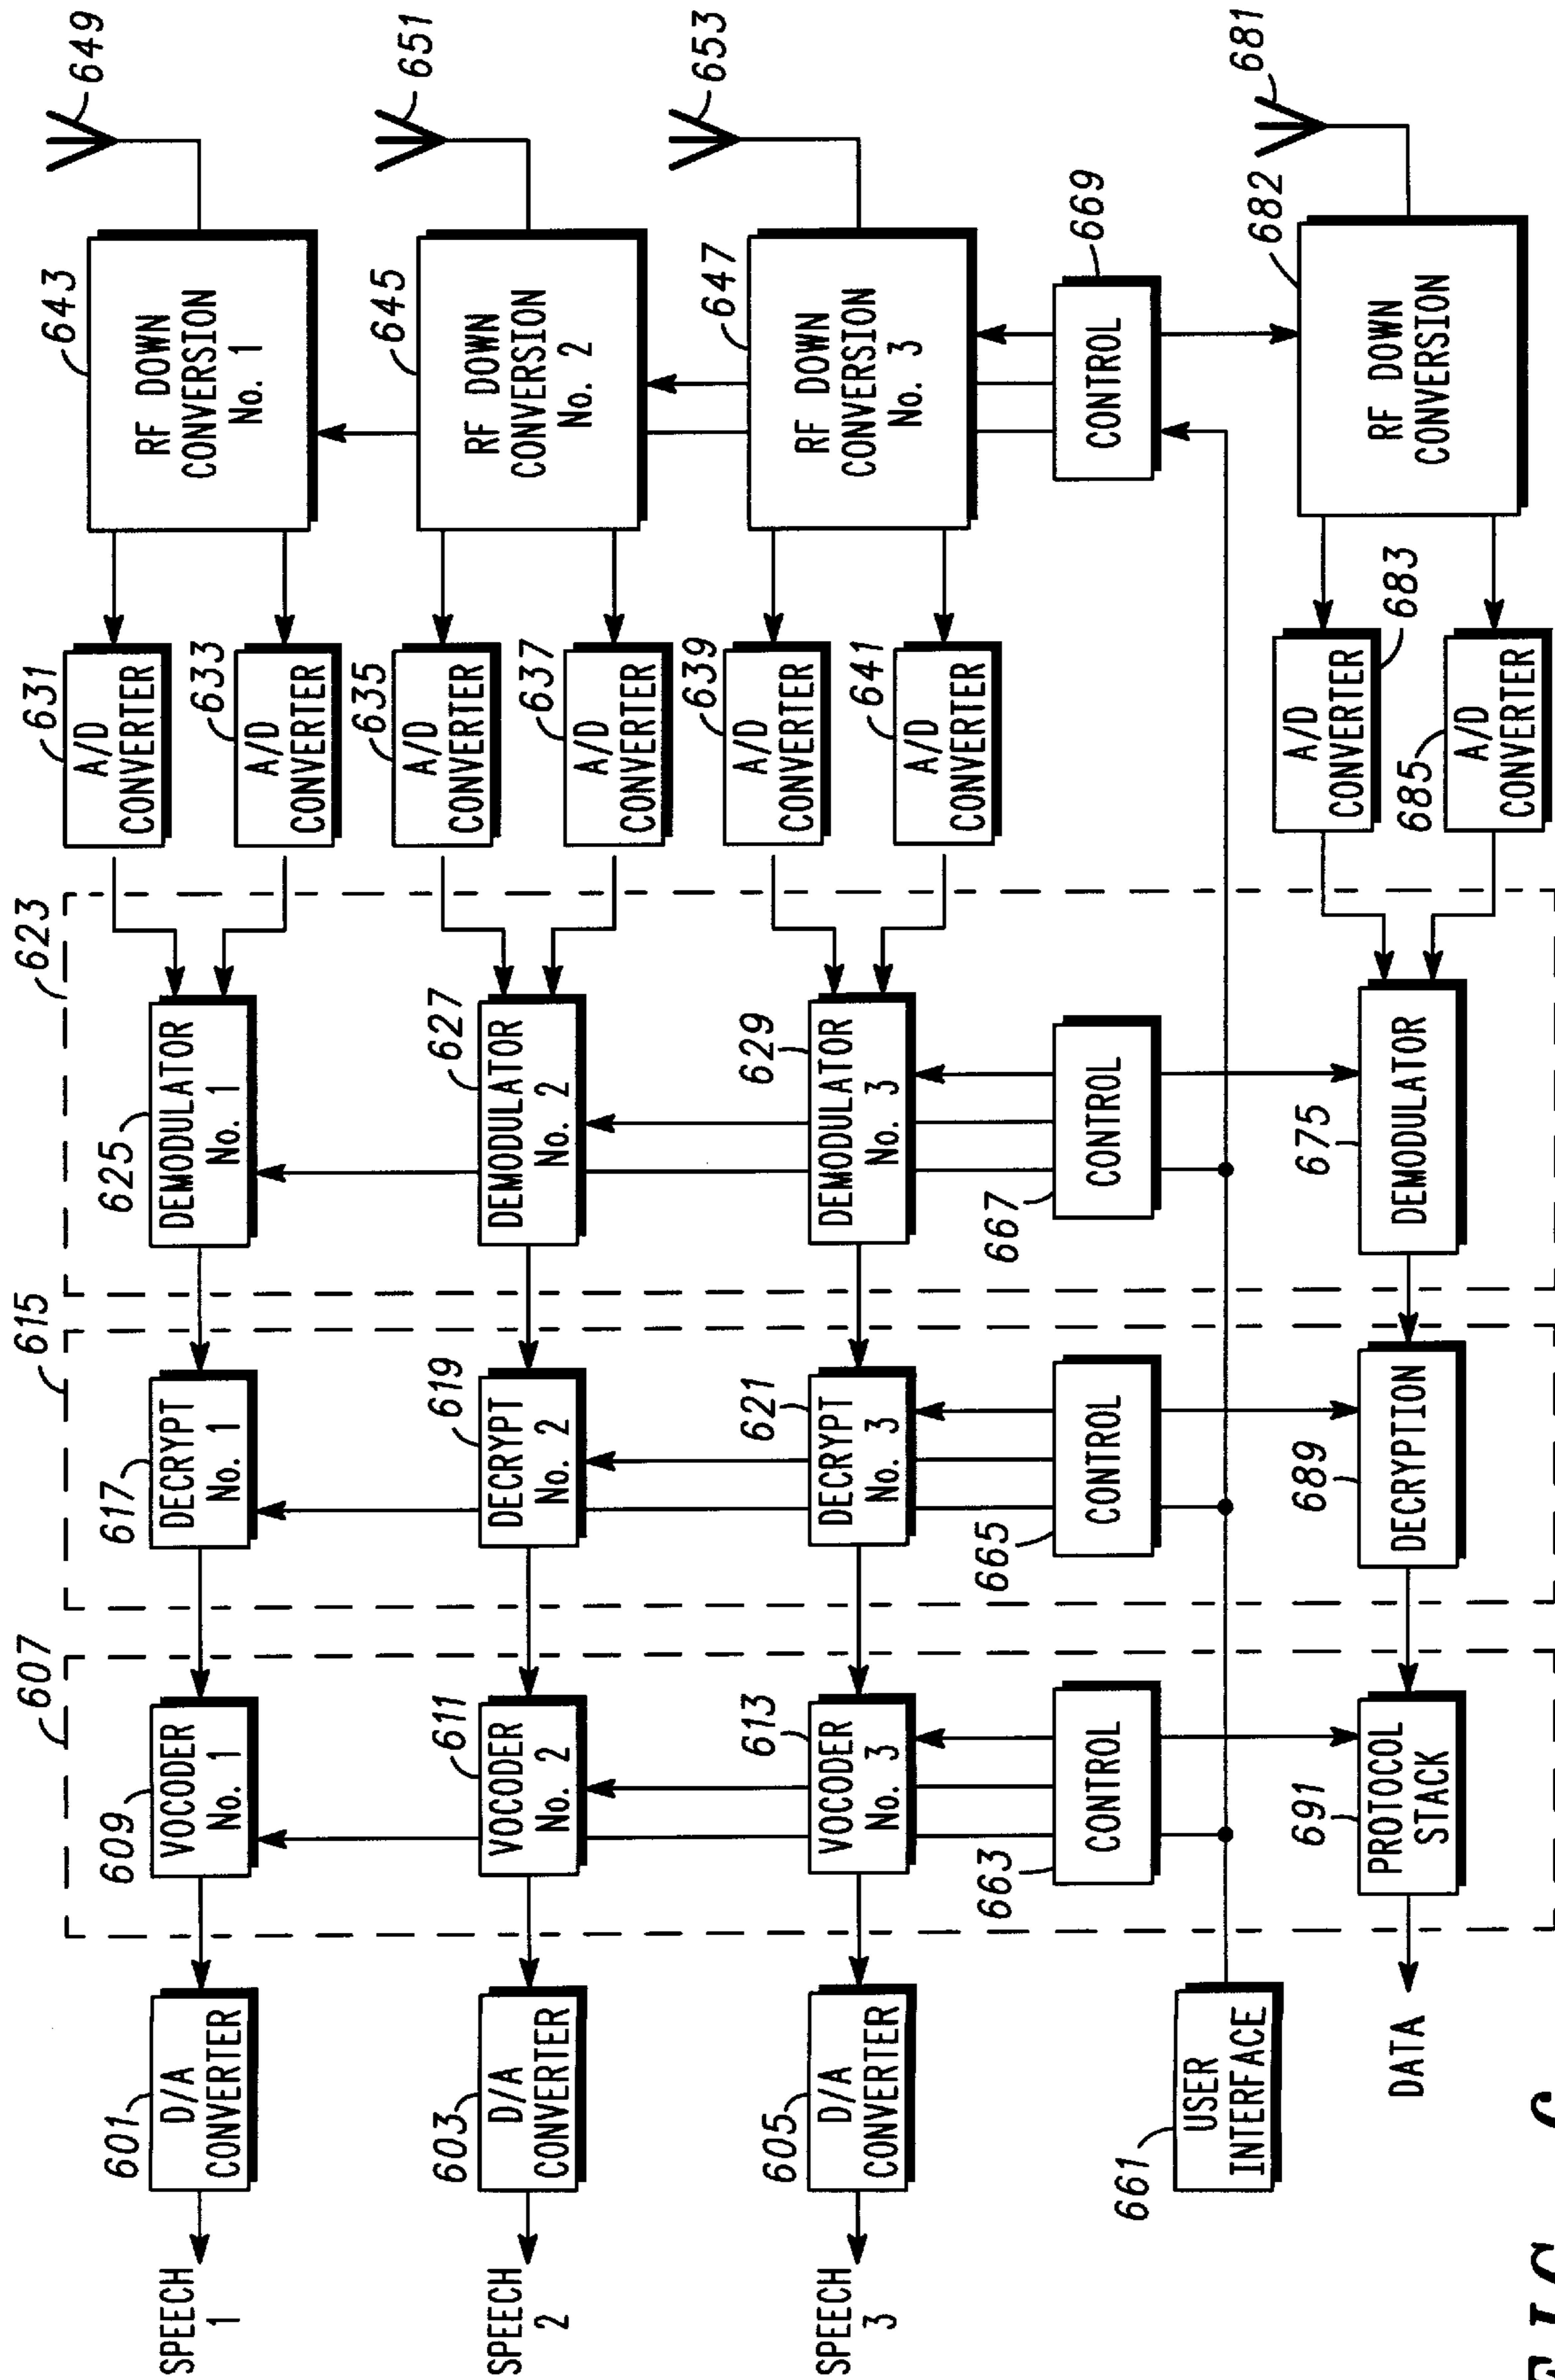 649
643
RF DOWN
CONVERSION
No. 1
631
A/D
CONVERTER
633
A/D
CONVERTER
623
625
DEMODULATOR
No. 1
615
617
DECRYPT
No. 1
607
609
VOCODER
No. 1
601
D/A
CONVERTER
SPEECH
1
651
645
RF DOWN
CONVERSION
No. 2
635
A/D
CONVERTER
637
A/D
CONVERTER
627
DEMODULATOR
No. 2
619
DECRYPT
No. 2
611
VOCODER
No. 2
603
D/A
CONVERTER
SPEECH
2
653
647
RF DOWN
CONVERSION
No. 3
639
A/D
CONVERTER
641
A/D
CONVERTER
629
DEMODULATOR
No. 3
621
DECRYPT
No. 3
613
VOCODER
No. 3
605
D/A
CONVERTER
SPEECH
3
669
CONTROL
667
CONTROL
665
CONTROL
663
CONTROL
661
USER
INTERFACE
681
682
RF DOWN
CONVERSION
683
A/D
CONVERTER
685
A/D
CONVERTER
675
DEMODULATOR
689
DECRYPTION
691
PROTOCOL
STACK
DATA